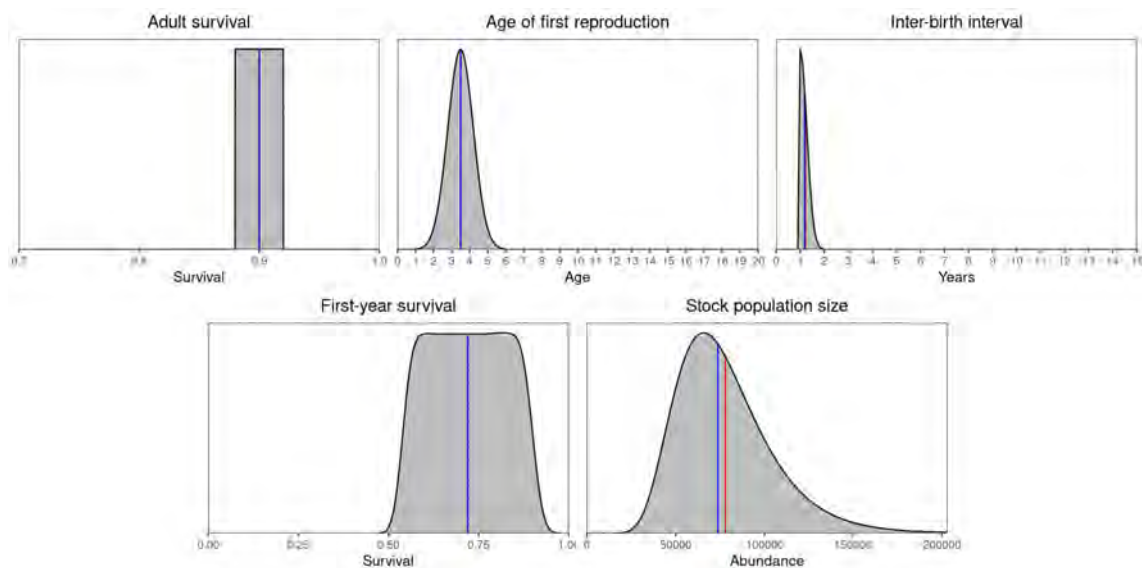 Adult survival
Age of first reproduction
Inter-birth interval
0.7 0.8 0.9 1.0
0 1 2 3 4 5 6 7 8 9 10 11 12 13 14 15 16 17 18 19 20
0 1 2 3 4 5 6 7 8 9 10 11 12 13 14 15
Survival
Age
Years
First-year survival
Stock population size
0.00 0.25 0.50 0.75 1.0
0 50000 100000 150000 200000
Survival
Abundance